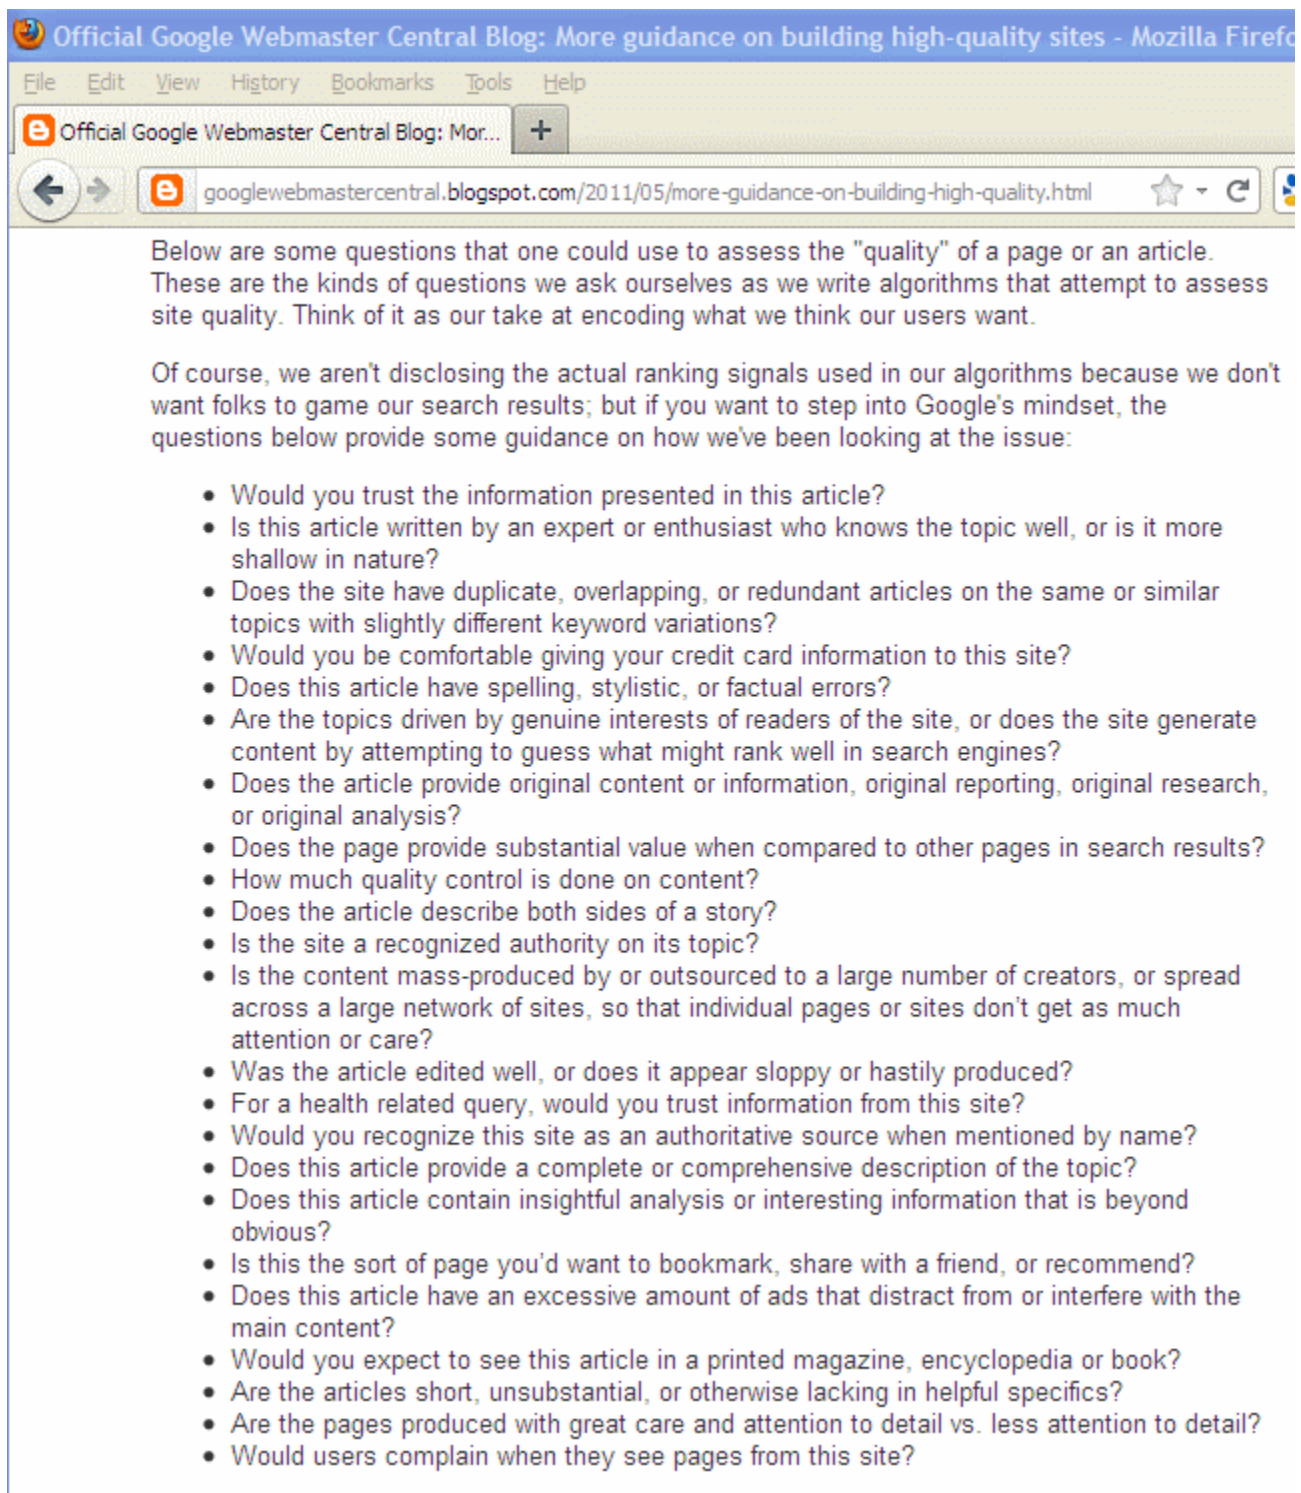 Official Google Webmaster Central Blog: More guidance on building high-quality sites - Mozilla Firefo
File Edit View History Bookmarks Tools Help
Official Google Webmaster Central Blog: Mor... +
googlewebmastercentral.blogspot.com/2011/05/more-guidance-on-building-high-quality.html
Below are some questions that one could use to assess the "quality" of a page or an article.
These are the kinds of questions we ask ourselves as we write algorithms that attempt to assess
site quality. Think of it as our take at encoding what we think our users want.
Of course, we aren't disclosing the actual ranking signals used in our algorithms because we don't
want folks to game our search results; but if you want to step into Google's mindset, the
questions below provide some guidance on how we've been looking at the issue:
• Would you trust the information presented in this article?
• Is this article written by an expert or enthusiast who knows the topic well, or is it more
shallow in nature?
• Does the site have duplicate, overlapping, or redundant articles on the same or similar
topics with slightly different keyword variations?
• Would you be comfortable giving your credit card information to this site?
• Does this article have spelling, stylistic, or factual errors?
• Are the topics driven by genuine interests of readers of the site, or does the site generate
content by attempting to guess what might rank well in search engines?
• Does the article provide original content or information, original reporting, original research,
or original analysis?
• Does the page provide substantial value when compared to other pages in search results?
• How much quality control is done on content?
• Does the article describe both sides of a story?
• Is the site a recognized authority on its topic?
• Is the content mass-produced by or outsourced to a large number of creators, or spread
across a large network of sites, so that individual pages or sites don't get as much
attention or care?
• Was the article edited well, or does it appear sloppy or hastily produced?
• For a health related query, would you trust information from this site?
• Would you recognize this site as an authoritative source when mentioned by name?
• Does this article provide a complete or comprehensive description of the topic?
• Does this article contain insightful analysis or interesting information that is beyond
obvious?
• Is this the sort of page you'd want to bookmark, share with a friend, or recommend?
• Does this article have an excessive amount of ads that distract from or interfere with the
main content?
• Would you expect to see this article in a printed magazine, encyclopedia or book?
• Are the articles short, unsubstantial, or otherwise lacking in helpful specifics?
• Are the pages produced with great care and attention to detail vs. less attention to detail?
• Would users complain when they see pages from this site?